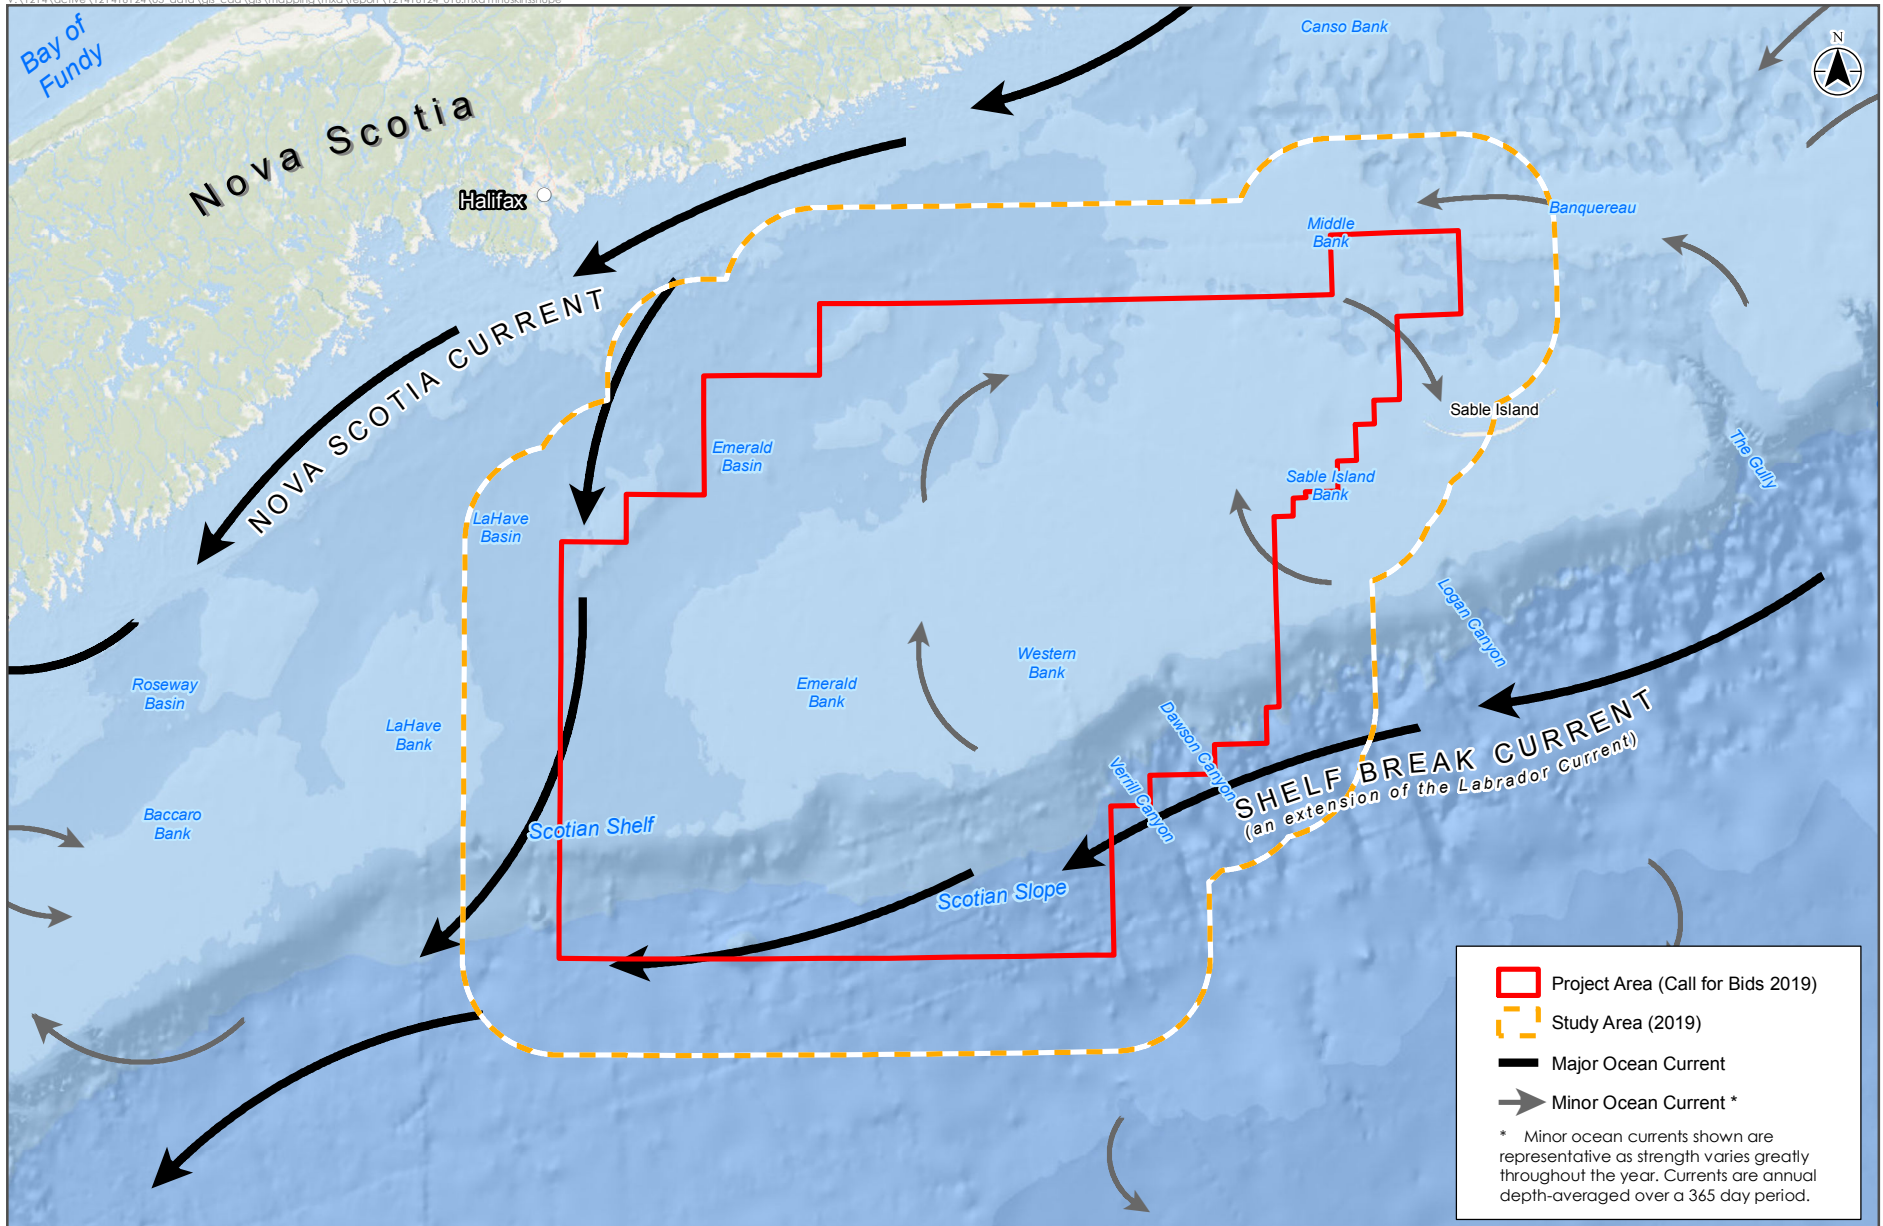 Canso Bank
Bay of
Fundy
N
Nova Scotia
Halifax
Banquereau
Middle
Bank
NOVA SCOTIA CURRENT
Sable Island
Emerald
Basin
The Gully
Sable Island
Bank
LaHave
Basin
Logan Canyon
Western
Bank
Roseway
Basin
Emerald
Bank
LaHave
Bank
Dawson Canyon
Verrill Canyon
SHELF BREAK CURRENT
(an extension of the Labrador Current)
Baccaro
Bank
Scotian Shelf
Scotian Slope
Project Area (Call for Bids 2019)
Study Area (2019)
Major Ocean Current
Minor Ocean Current *
* Minor ocean currents shown are
representative as strength varies greatly
throughout the year. Currents are annual
depth-averaged over a 365 day period.